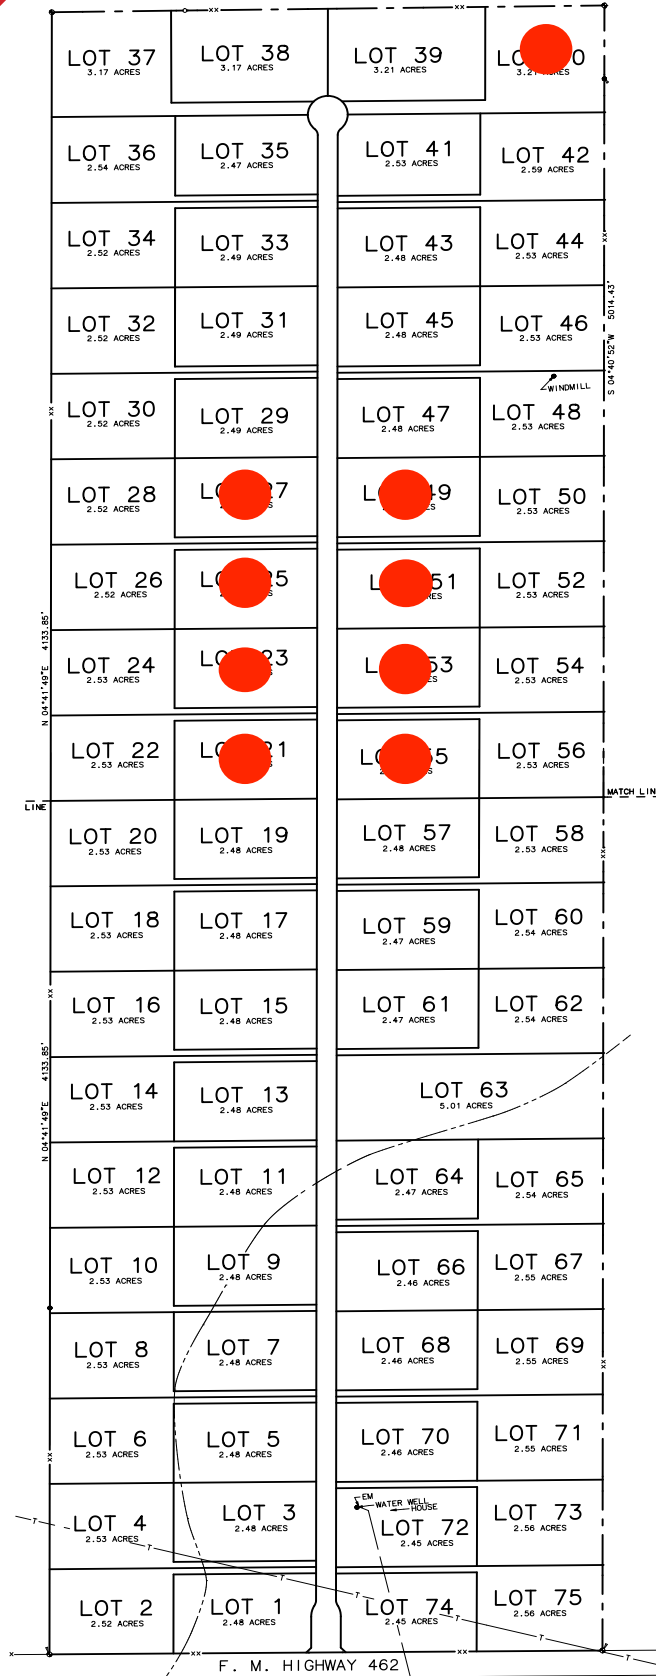 LOT 37
3.17 ACRES
LOT 38
3.17 ACRES
LOT 39
3.21 ACRES
LOT 36
2.54 ACRES
LOT 35
2.47 ACRES
LOT 41
2.53 ACRES
LOT 42
2.59 ACRES
LOT 34
2.52 ACRES
LOT 33
2.49 ACRES
LOT 43
2.48 ACRES
LOT 44
2.53 ACRES
LOT 32
2.52 ACRES
LOT 31
2.49 ACRES
LOT 45
2.48 ACRES
LOT 46
2.53 ACRES
S 04°40'52"W 5014.43'
WINDMILL
LOT 30
2.52 ACRES
LOT 29
2.49 ACRES
LOT 47
2.48 ACRES
LOT 48
2.53 ACRES
LOT 28
2.52 ACRES
LOT 50
2.53 ACRES
LOT 26
2.52 ACRES
LOT 52
2.53 ACRES
N 04°41'49"E 4133.85'
LOT 24
2.53 ACRES
LOT 54
2.53 ACRES
LOT 22
2.53 ACRES
LOT 56
2.53 ACRES
LINE
MATCH LIN
LOT 20
2.53 ACRES
LOT 19
2.48 ACRES
LOT 57
2.48 ACRES
LOT 58
2.53 ACRES
LOT 18
2.53 ACRES
LOT 17
2.48 ACRES
LOT 59
2.47 ACRES
LOT 60
2.54 ACRES
LOT 16
2.53 ACRES
LOT 15
2.48 ACRES
LOT 61
2.47 ACRES
LOT 62
2.54 ACRES
N 04°41'49"E 4133.85'
LOT 14
2.53 ACRES
LOT 13
2.48 ACRES
LOT 63
5.01 ACRES
LOT 12
2.53 ACRES
LOT 11
2.48 ACRES
LOT 64
2.47 ACRES
LOT 65
2.54 ACRES
LOT 10
2.53 ACRES
LOT 9
2.48 ACRES
LOT 66
2.46 ACRES
LOT 67
2.55 ACRES
LOT 8
2.53 ACRES
LOT 7
2.48 ACRES
LOT 68
2.46 ACRES
LOT 69
2.55 ACRES
LOT 6
2.53 ACRES
LOT 5
2.48 ACRES
LOT 70
2.46 ACRES
LOT 71
2.55 ACRES
EM
WATER WELL
HOUSE
LOT 4
2.53 ACRES
LOT 3
2.48 ACRES
LOT 72
2.45 ACRES
LOT 73
2.56 ACRES
LOT 2
2.52 ACRES
LOT 1
2.48 ACRES
LOT 74
2.45 ACRES
LOT 75
2.56 ACRES
F. M. HIGHWAY 462